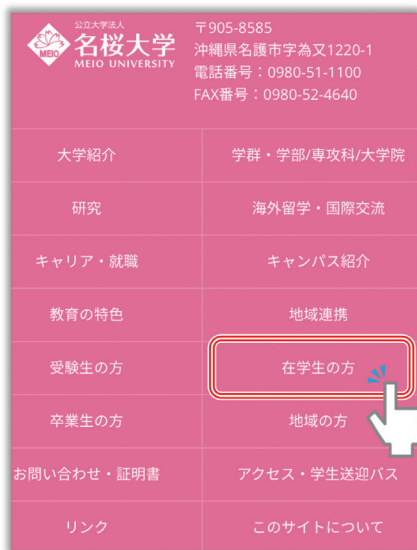 公立大学法人
名桜大学
MEIO
MEIO UNIVERSITY
〒905-8585
沖縄県名護市字為又1220-1
電話番号：0980-51-1100
FAX番号：0980-52-4640
大学紹介
学群・学部/専攻科/大学院
研究
海外留学・国際交流
キャリア・就職
キャンパス紹介
教育の特色
地域連携
受験生の方
在学生の方
卒業生の方
地域の方
お問い合わせ・証明書
アクセス・学生送迎バス
リンク
このサイトについて